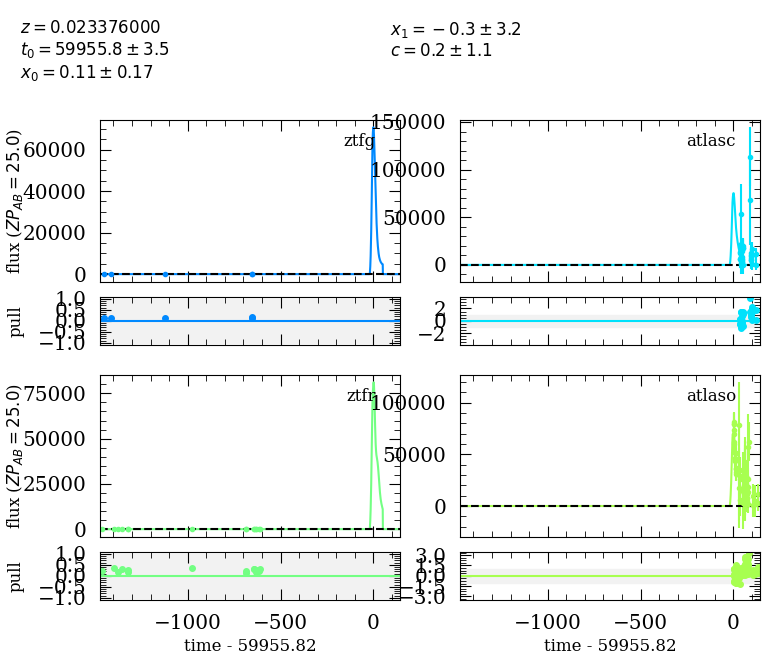 z = 0.023376000
t₀ = 59955.8 ± 3.5
x₀ = 0.11 ± 0.17
x₁ = −0.3 ± 3.2
c = 0.2 ± 1.1
flux (ZP_AB = 25.0)
60000
40000
20000
0
ztfg
150000
100000
50000
0
atlasc
pull
1.0
0.5
0.0
−0.5
−1.0
2
0
−2
flux (ZP_AB = 25.0)
75000
50000
25000
0
ztfr
100000
50000
0
atlaso
pull
1.0
0.5
0.0
−0.5
−1.0
3.0
1.5
0.0
−1.5
−3.0
−1000
−500
0
time - 59955.82
−1000
−500
0
time - 59955.82